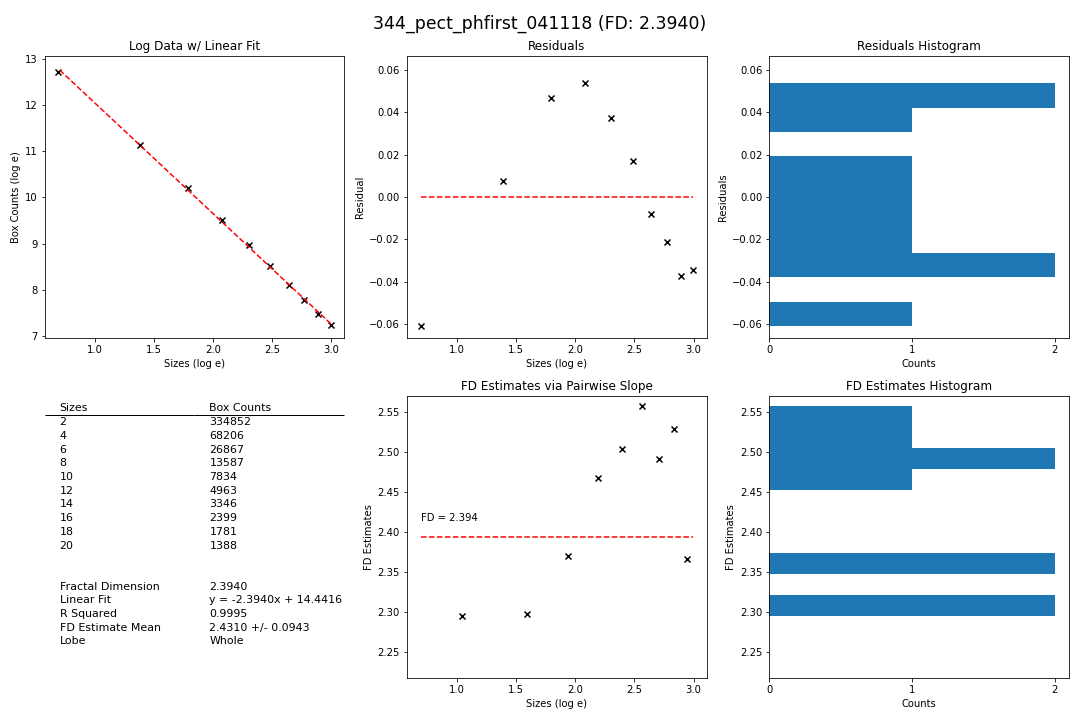 344_pect_phfirst_041118 (FD: 2.3940)
Log Data w/ Linear Fit
13
12
11
10
9
8
7
Box Counts (log e)
1.0 1.5 2.0 2.5 3.0
Sizes (log e)
Residuals
0.06
0.04
0.02
0.00
−0.02
−0.04
−0.06
Residual
1.0 1.5 2.0 2.5 3.0
Sizes (log e)
Residuals Histogram
0.06
0.04
0.02
0.00
−0.02
−0.04
−0.06
Residuals
0 1 2
Counts
Sizes Box Counts
2 334852
4 68206
6 26867
8 13587
10 7834
12 4963
14 3346
16 2399
18 1781
20 1388
Fractal Dimension 2.3940
Linear Fit y = -2.3940x + 14.4416
R Squared 0.9995
FD Estimate Mean 2.4310 +/- 0.0943
Lobe Whole
FD Estimates via Pairwise Slope
2.55
2.50
2.45
2.40
2.35
2.30
2.25
FD Estimates
FD = 2.394
1.0 1.5 2.0 2.5 3.0
Sizes (log e)
FD Estimates Histogram
2.55
2.50
2.45
2.40
2.35
2.30
2.25
FD Estimates
0 1 2
Counts